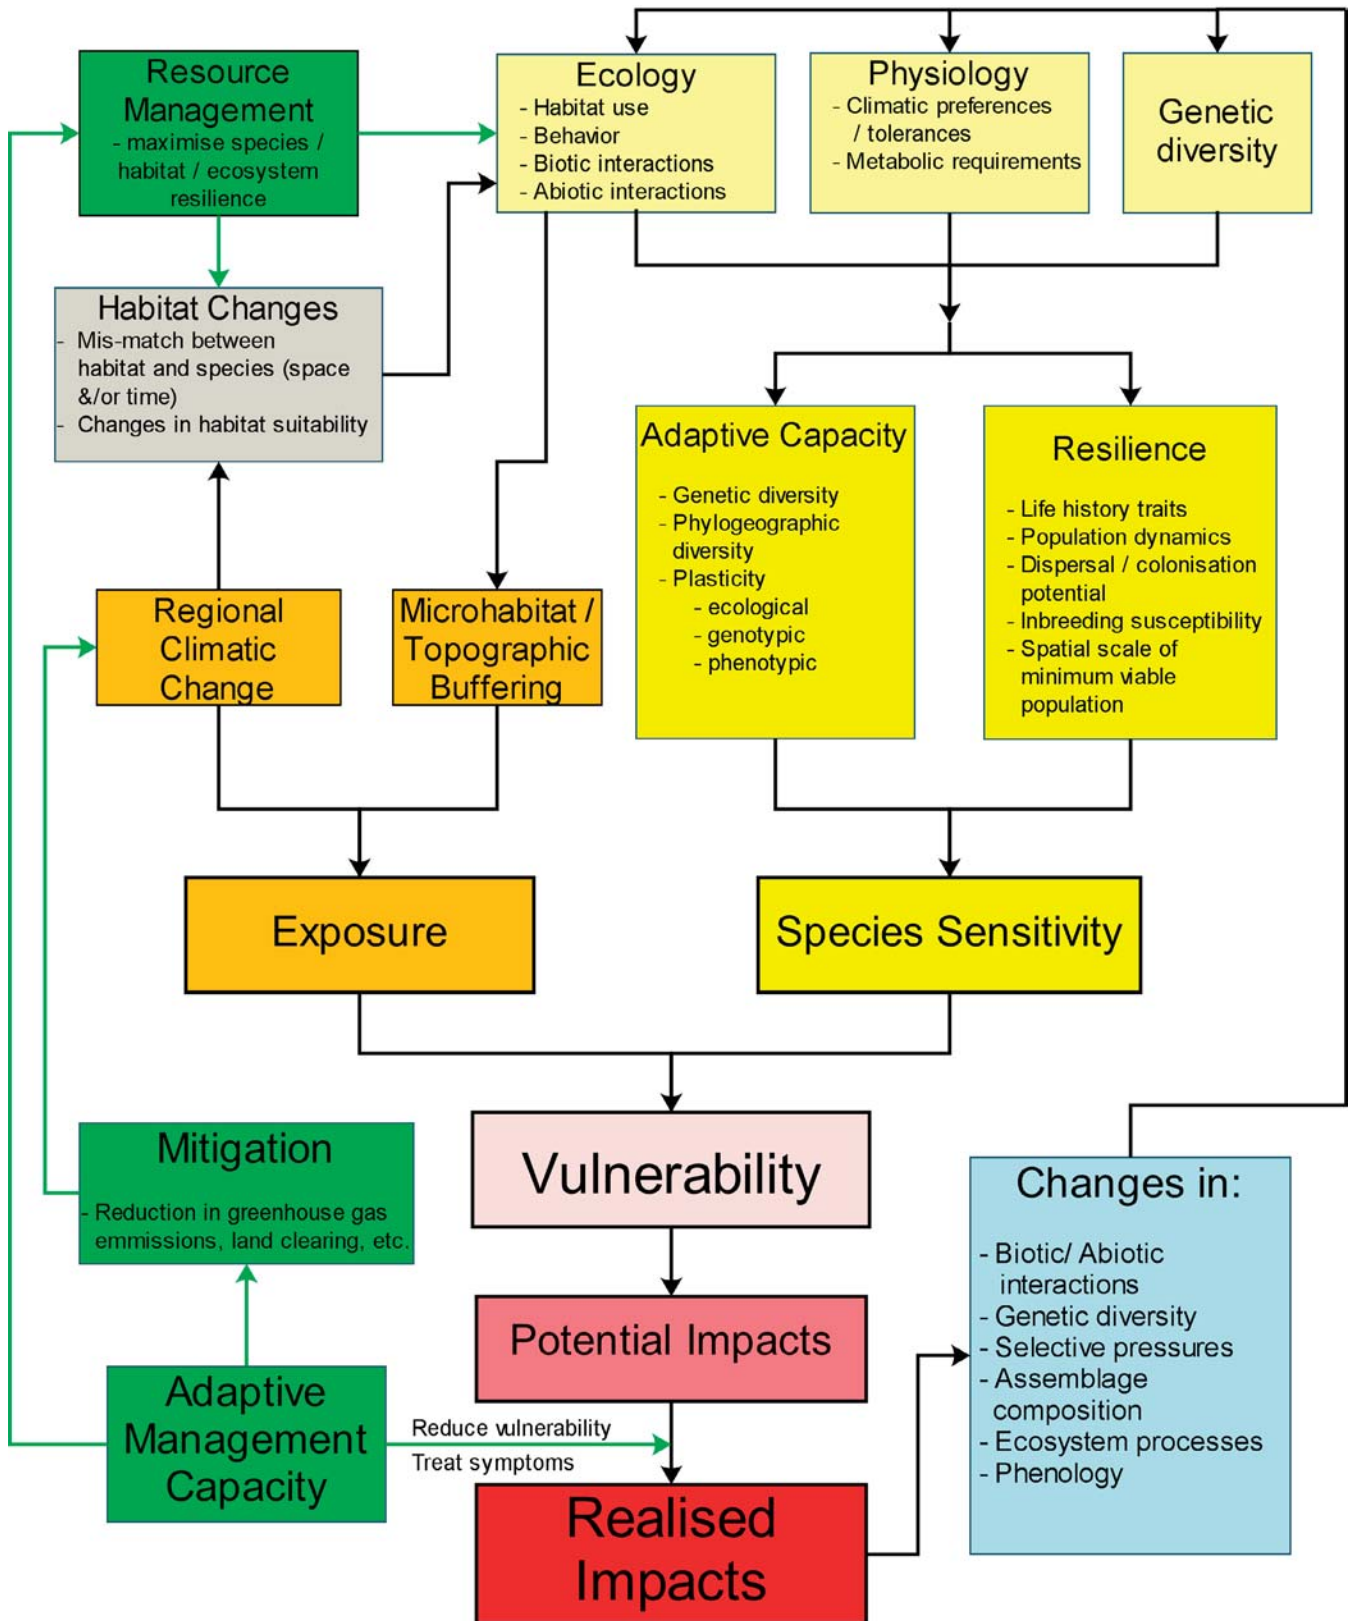 Resource
Management
- maximise species /
habitat / ecosystem
resilience
Ecology
- Habitat use
- Behavior
- Biotic interactions
- Abiotic interactions
Physiology
- Climatic preferences
/ tolerances
- Metabolic requirements
Genetic
diversity
Habitat Changes
- Mis-match between
habitat and species (space
&/or time)
- Changes in habitat suitability
Adaptive Capacity
- Genetic diversity
- Phylogeographic
diversity
- Plasticity
- ecological
- genotypic
- phenotypic
Resilience
- Life history traits
- Population dynamics
- Dispersal / colonisation
potential
- Inbreeding susceptibility
- Spatial scale of
minimum viable
population
Regional
Climatic
Change
Microhabitat /
Topographic
Buffering
Exposure
Species Sensitivity
Vulnerability
Mitigation
- Reduction in greenhouse gas
emmissions, land clearing, etc.
Changes in:
- Biotic/ Abiotic
interactions
- Genetic diversity
- Selective pressures
- Assemblage
composition
- Ecosystem processes
- Phenology
Potential Impacts
Adaptive
Management
Capacity
Reduce vulnerability
Treat symptoms
Realised
Impacts